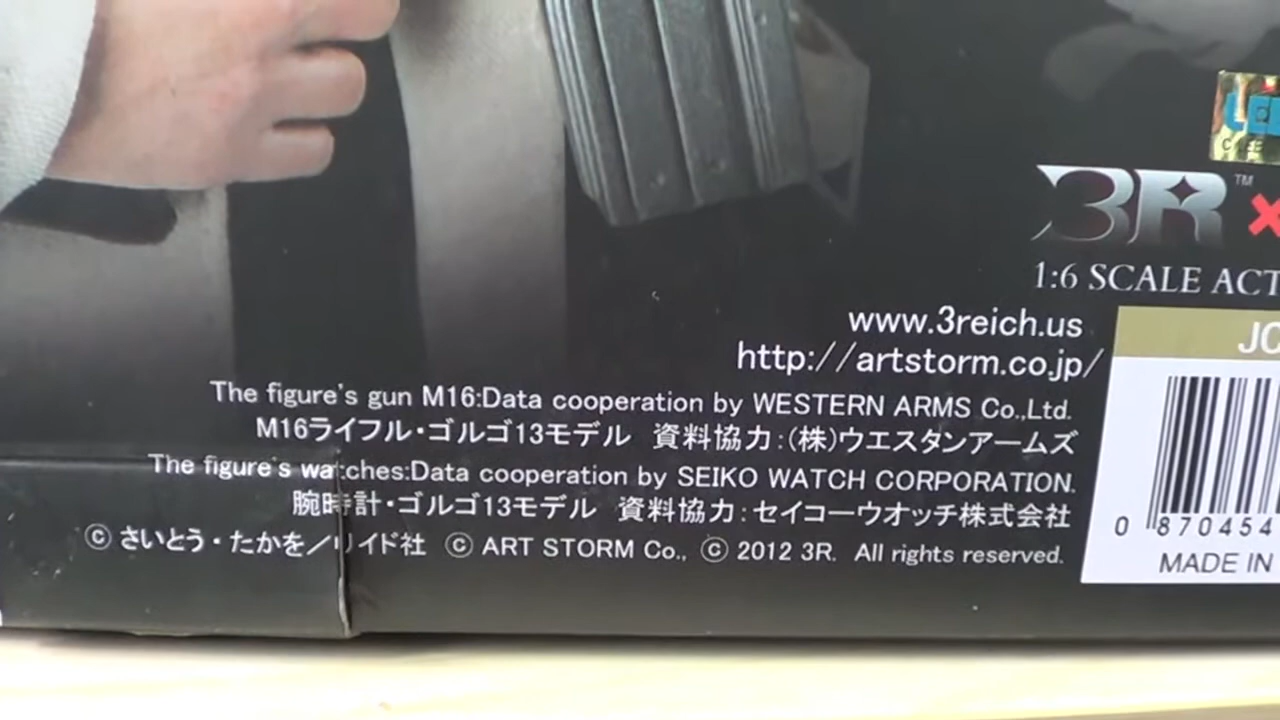 3R™ ×
1:6 SCALE ACT
www.3reich.us
http://artstorm.co.jp/
JC
The figure's gun M16:Data cooperation by WESTERN ARMS Co.,Ltd.
M16ライフル・ゴルゴ13モデル 資料協力:(株)ウエスタンアームズ
The figure's watches:Data cooperation by SEIKO WATCH CORPORATION.
腕時計・ゴルゴ13モデル 資料協力:セイコーウオッチ株式会社
0 870454
ⓒ さいとう・たかを/リイド社 ⓒ ART STORM Co., ⓒ 2012 3R. All rights reserved.
MADE IN